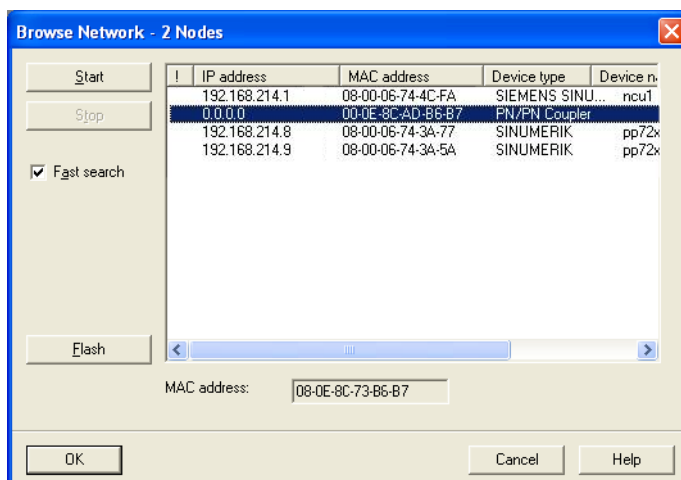 Browse Network - 2 Nodes
Start
Stop
Fast search
Flash
! IP address MAC address Device type Device n
192.168.214.1 08-00-06-74-4C-FA SIEMENS SINU... ncu1
0.0.0.0 00-0E-8C-AD-B6-B7 PN/PN Coupler
192.168.214.8 08-00-06-74-3A-77 SINUMERIK pp72x
192.168.214.9 08-00-06-74-3A-5A SINUMERIK pp72x
MAC address: 08-0E-8C-73-B6-B7
OK Cancel Help